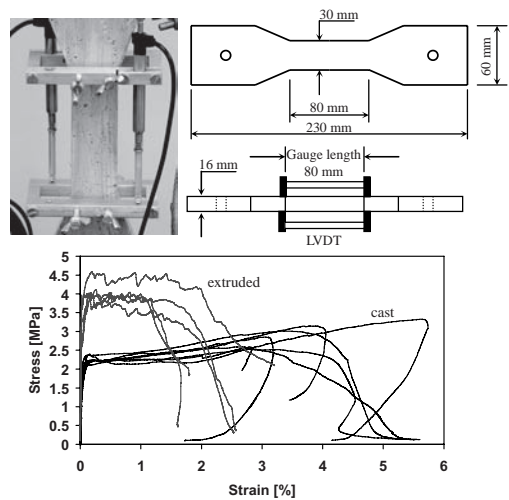 30 mm
60 mm
80 mm
230 mm
16 mm
Gauge length
80 mm
LVDT
Stress [MPa]
5
4.5
4
3.5
3
2.5
2
1.5
1
0.5
0
extruded
cast
0 1 2 3 4 5 6
Strain [%]